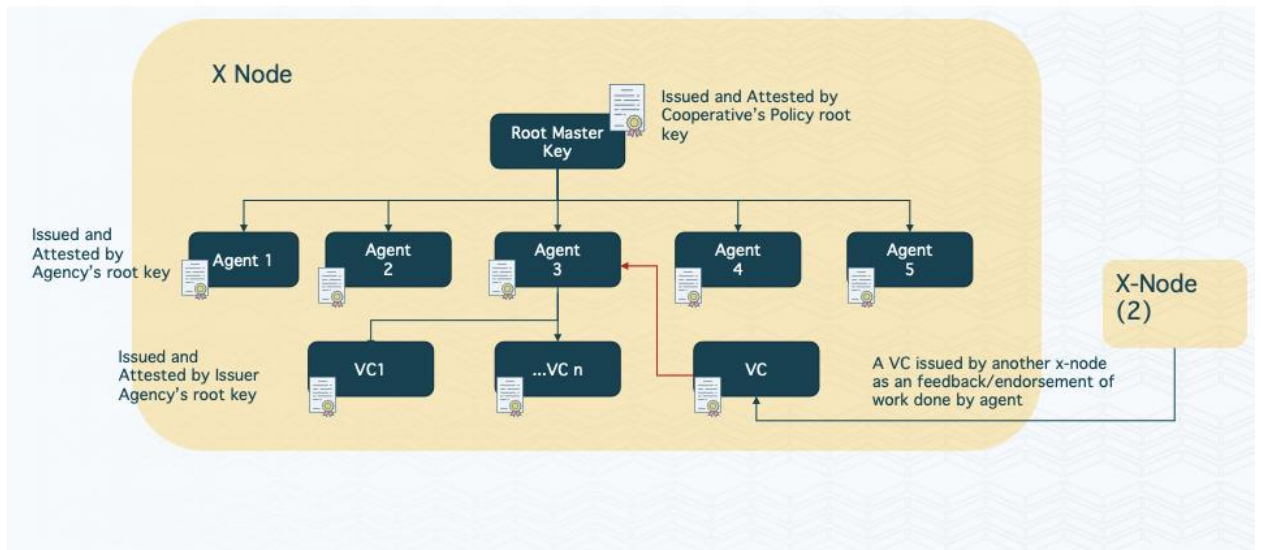 X Node
Issued and Attested by
Cooperative's Policy root
key
Root Master
Key
Issued and
Attested by
Agency's root key
Agent 1
Agent
2
Agent
3
Agent
4
Agent
5
X-Node
(2)
Issued and
Attested by Issuer
Agency's root key
VC1
...VC n
VC
A VC issued by another x-node
as an feedback/endorsement of
work done by agent